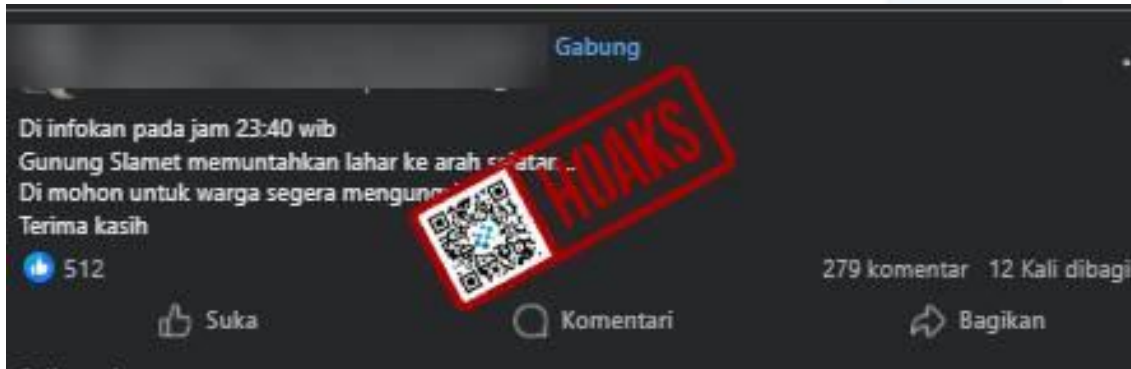 Gabung
Di infokan pada jam 23:40 wib
Gunung Slamet memuntahkan lahar ke arah selatan...
Di mohon untuk warga segera
Terima kasih
HOAKS
512
279 komentar 12 Kali dibagi
Suka
Komentari
Bagikan